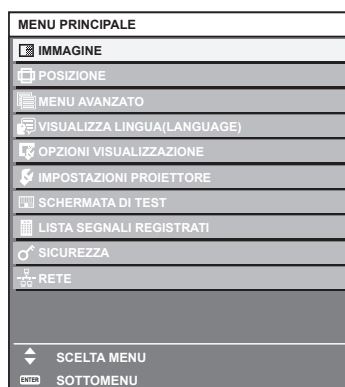 MENU PRINCIPALE
IMMAGINE
POSIZIONE
MENU AVANZATO
VISUALIZZA LINGUA(LANGUAGE)
OPZIONI VISUALIZZAZIONE
IMPOSTAZIONI PROIETTORE
SCHERMATA DI TEST
LISTA SEGNALI REGISTRATI
SICUREZZA
RETE
SCELTA MENU
ENTER SOTTOMENU